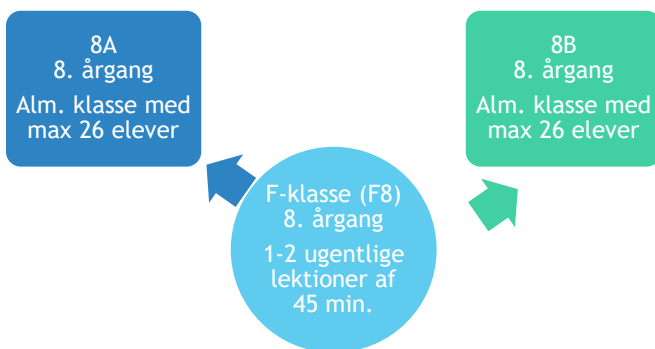 8A
8. årgang
Alm. klasse med
max 26 elever
8B
8. årgang
Alm. klasse med
max 26 elever
F-klasse (F8)
8. årgang
1-2 ugentlige
lektioner af
45 min.